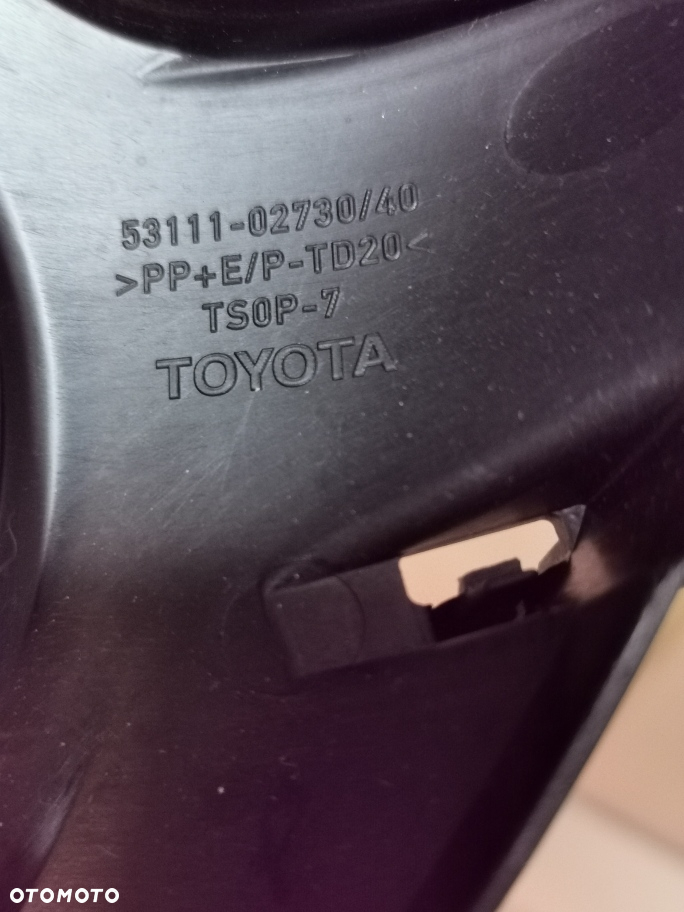 53111-02730/40
>PP+E/P-TD20<
TSOP-7
TOYOTA
OTOMOTO